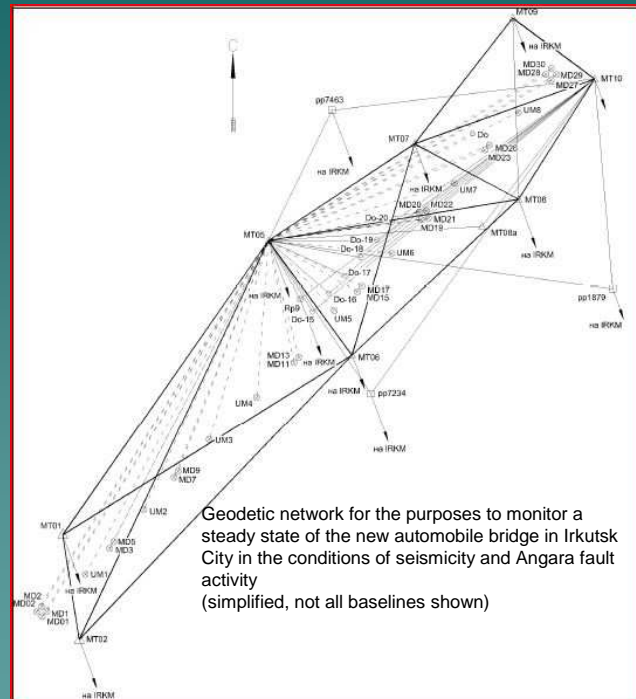 MT09
на IRKM
MD30
MD28
MD29
MD27
MT10
pp7463
UM8
MT07
Do
MD26
MD23
на IRKM
на IRKM
UM7
MT08
Do-20
MD20
MD22
MD21
MD19
MT08a
MT05
Do-19
Do-18
UM6
на IRKM
Do-17
на IRKM
Rp9
Do-16
MD17
MD15
pp1879
Do-15
UM5
на IRKM
MD13
MD11
на IRKM
MT06
UM4
на IRKM
pp7234
UM3
на IRKM
MD9
MD7
UM2
MT01
MD5
MD3
UM1
на IRKM
MD2
MD02
MD1
MD01
MT02
на IRKM
Geodetic network for the purposes to monitor a
steady state of the new automobile bridge in Irkutsk
City in the conditions of seismicity and Angara fault
activity
(simplified, not all baselines shown)